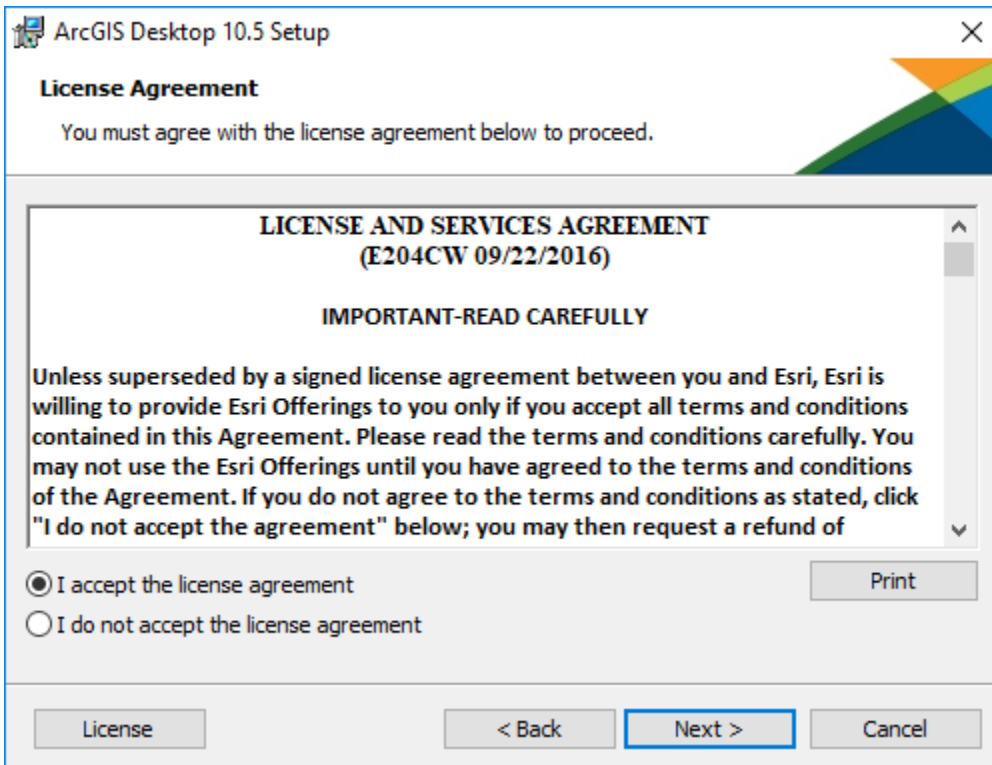 ArcGIS Desktop 10.5 Setup
License Agreement
You must agree with the license agreement below to proceed.
LICENSE AND SERVICES AGREEMENT
(E204CW 09/22/2016)
IMPORTANT-READ CAREFULLY
Unless superseded by a signed license agreement between you and Esri, Esri is
willing to provide Esri Offerings to you only if you accept all terms and conditions
contained in this Agreement. Please read the terms and conditions carefully. You
may not use the Esri Offerings until you have agreed to the terms and conditions
of the Agreement. If you do not agree to the terms and conditions as stated, click
"I do not accept the agreement" below; you may then request a refund of
I accept the license agreement
Print
I do not accept the license agreement
License
< Back
Next >
Cancel